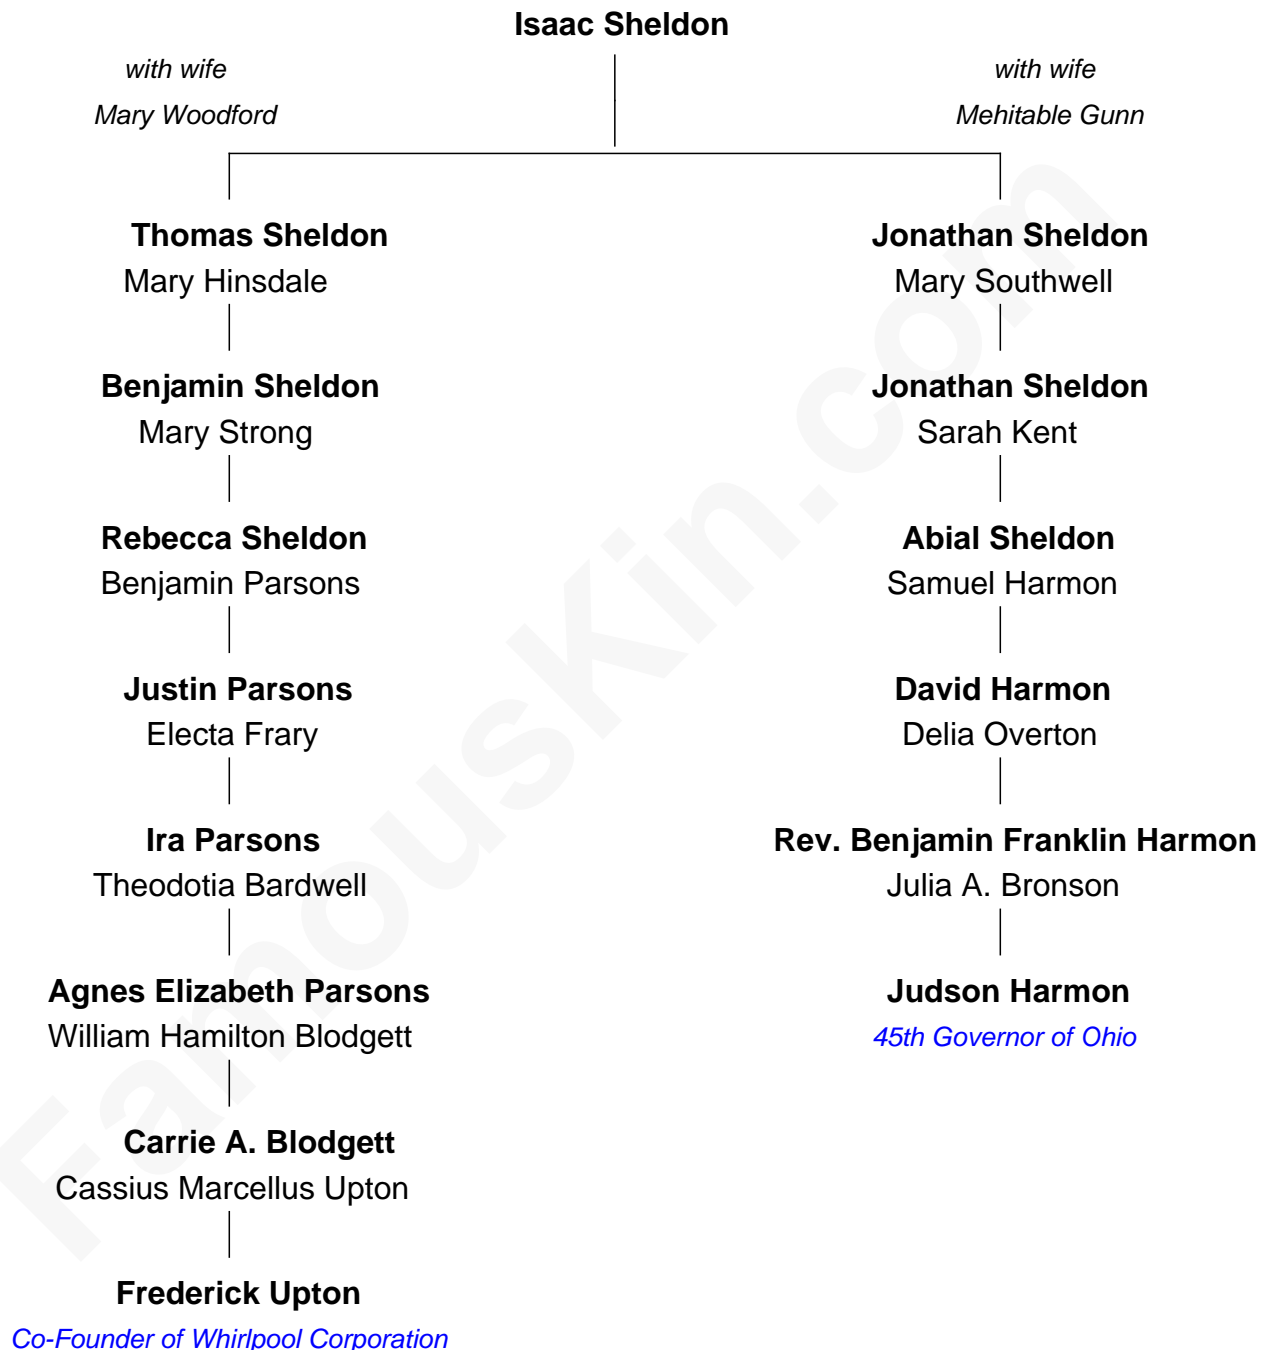 Isaac Sheldon
with wife
Mary Woodford
with wife
Mehitable Gunn
Thomas Sheldon
Mary Hinsdale
Benjamin Sheldon
Mary Strong
Rebecca Sheldon
Benjamin Parsons
Justin Parsons
Electa Frary
Ira Parsons
Theodotia Bardwell
Agnes Elizabeth Parsons
William Hamilton Blodgett
Carrie A. Blodgett
Cassius Marcellus Upton
Frederick Upton
Co-Founder of Whirlpool Corporation
Jonathan Sheldon
Mary Southwell
Jonathan Sheldon
Sarah Kent
Abial Sheldon
Samuel Harmon
David Harmon
Delia Overton
Rev. Benjamin Franklin Harmon
Julia A. Bronson
Judson Harmon
45th Governor of Ohio
FamousKin.com